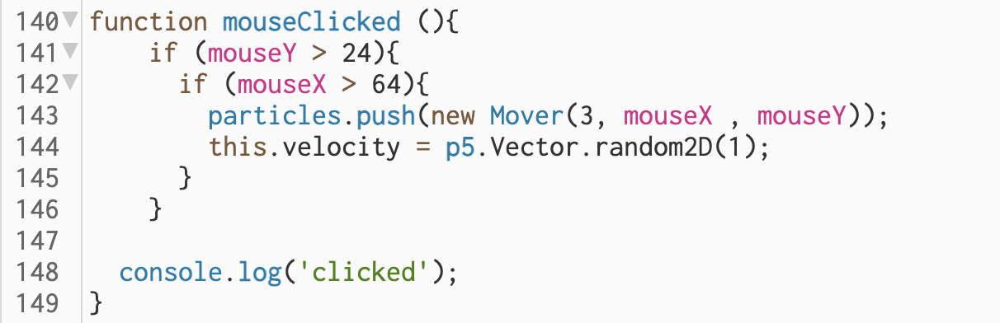 140 function mouseClicked (){
141 if (mouseY > 24){
142 if (mouseX > 64){
143 particles.push(new Mover(3, mouseX , mouseY));
144 this.velocity = p5.Vector.random2D(1);
145 }
146 }
147
148 console.log('clicked');
149 }